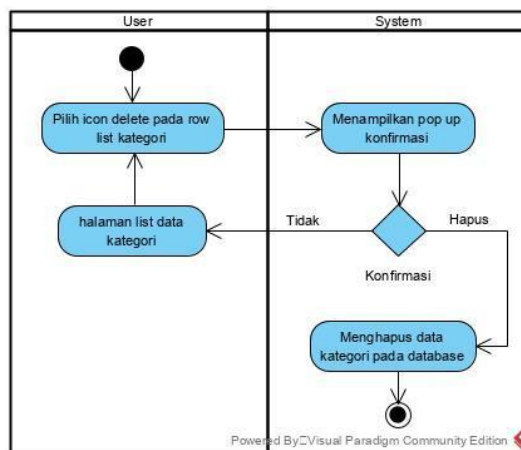 User
System
Pilih icon delete pada row
list kategori
Menampilkan pop up
konfirmasi
halaman list data
kategori
Tidak
Hapus
Konfirmasi
Menghapus data
kategori pada database
Powered By Visual Paradigm Community Edition